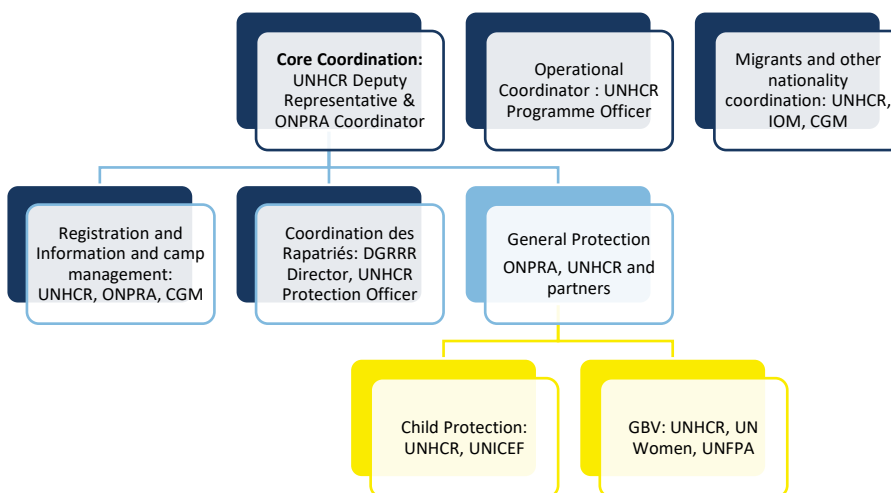 Core Coordination:
UNHCR Deputy
Representative &
ONPRA Coordinator
Operational
Coordinator : UNHCR
Programme Officer
Migrants and other
nationality
coordination: UNHCR,
IOM, CGM
Registration and
Information and camp
management:
UNHCR, ONPRA, CGM
Coordination des
Rapatriés: DGRRR
Director, UNHCR
Protection Officer
General Protection
ONPRA, UNHCR and
partners
Child Protection:
UNHCR, UNICEF
GBV: UNHCR, UN
Women, UNFPA